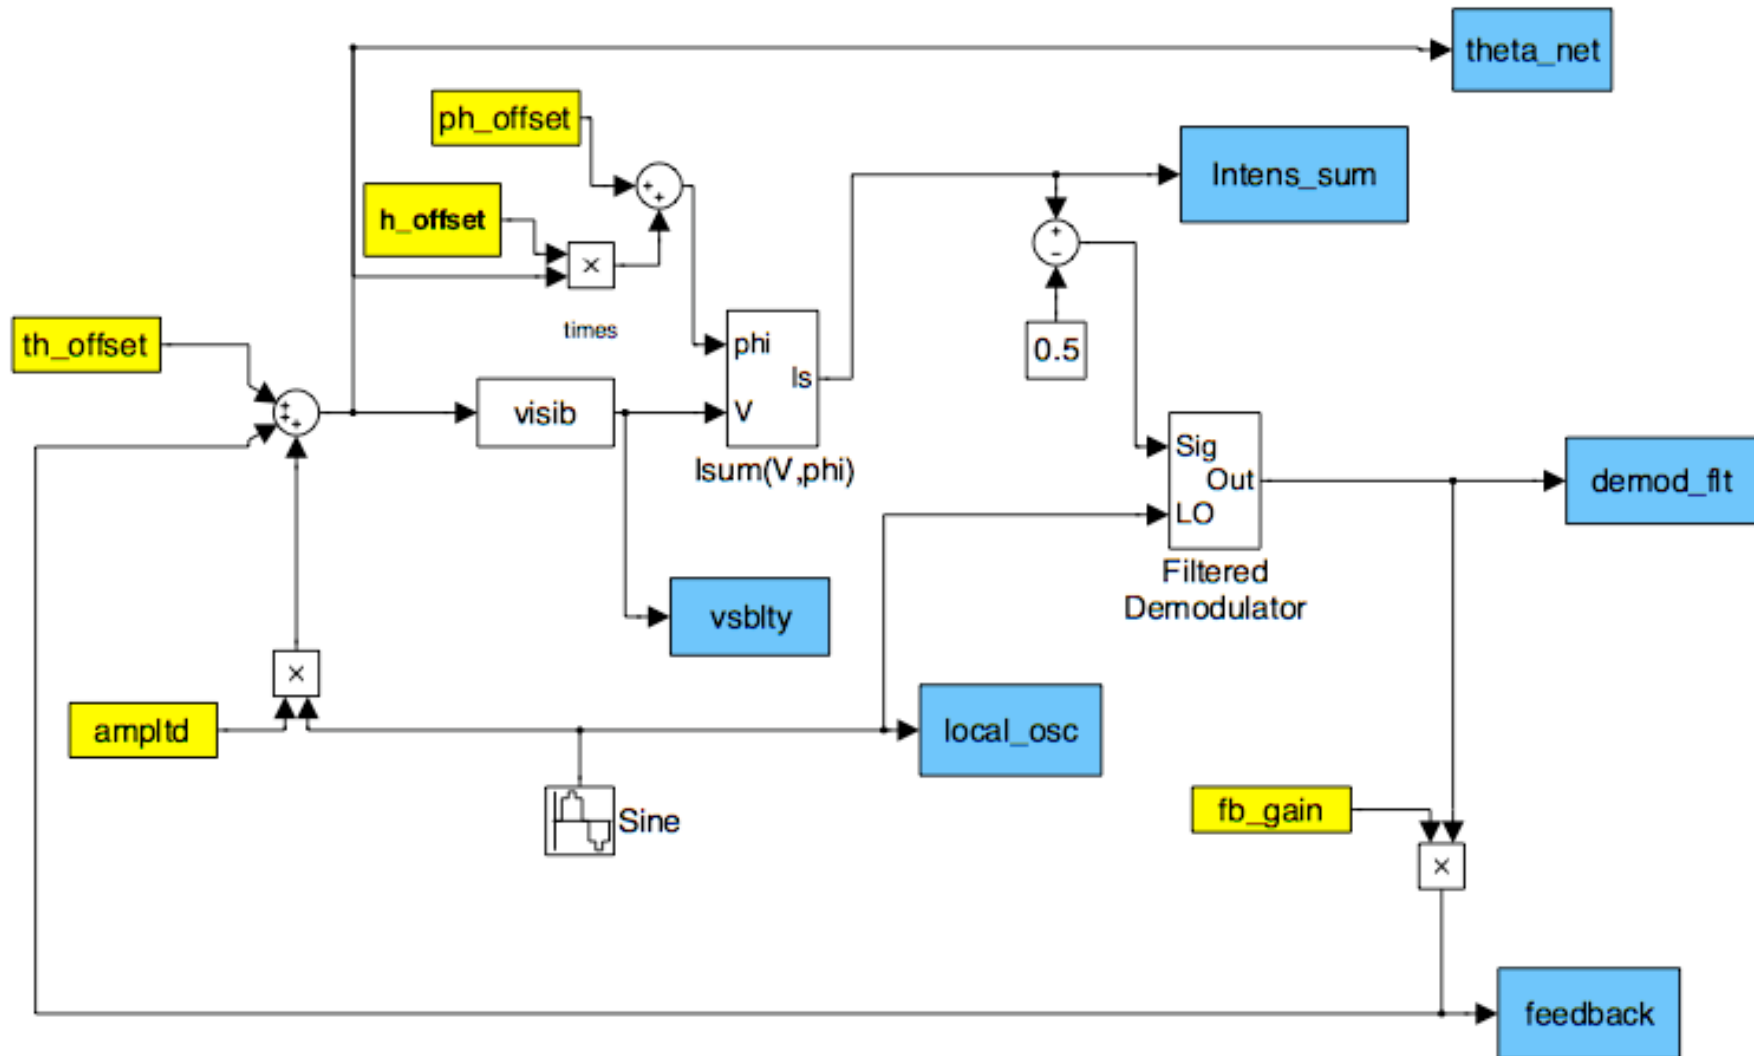 theta_net
ph_offset
Intens_sum
h_offset
+
+
×
+
-
times
th_offset
phi
Is
V
0.5
+
+
+
visib
Isum(V,phi)
Sig
Out
LO
demod_flt
Filtered
Demodulator
vsblty
×
ampltd
local_osc
Sine
fb_gain
×
feedback